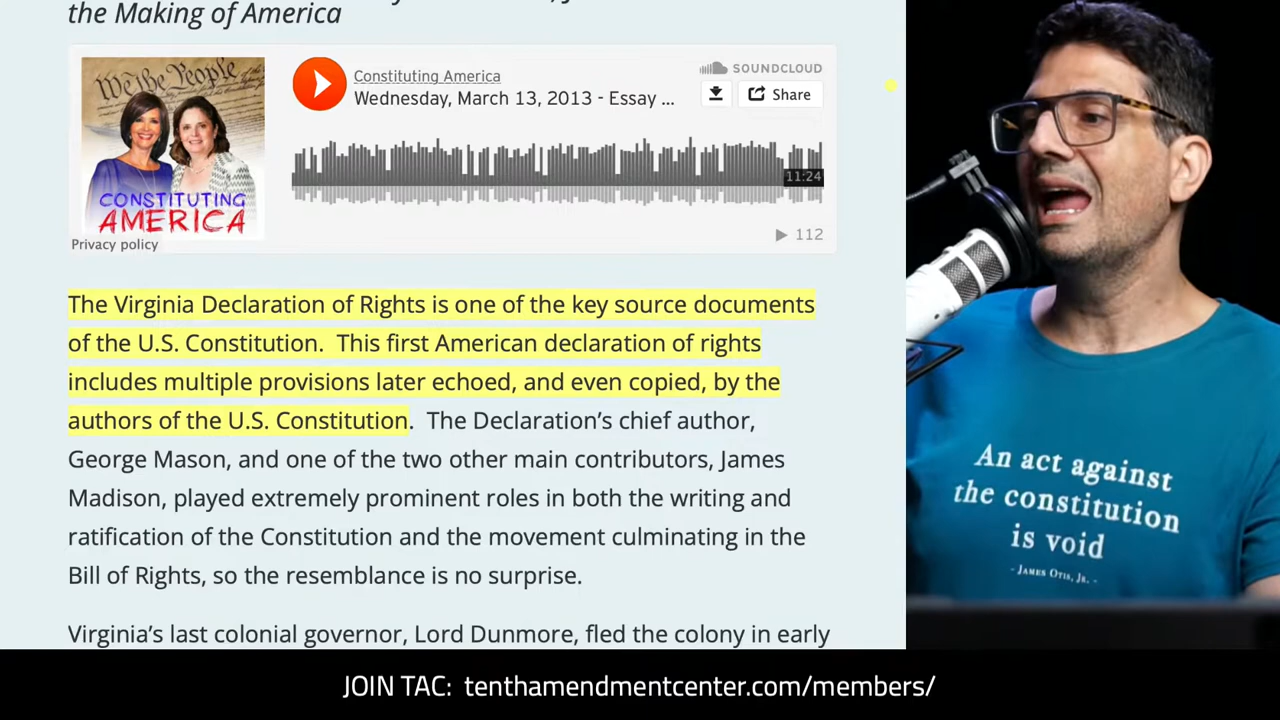 the Making of America
We the People
CONSTITUTING
AMERICA
Privacy policy
Constituting America
Wednesday, March 13, 2013 - Essay ...
SOUNDCLOUD
Share
11:24
112
The Virginia Declaration of Rights is one of the key source documents
of the U.S. Constitution. This first American declaration of rights
includes multiple provisions later echoed, and even copied, by the
authors of the U.S. Constitution. The Declaration’s chief author,
George Mason, and one of the two other main contributors, James
Madison, played extremely prominent roles in both the writing and
ratification of the Constitution and the movement culminating in the
Bill of Rights, so the resemblance is no surprise.
Virginia’s last colonial governor, Lord Dunmore, fled the colony in early
An act against
the constitution
is void
- James Otis, Jr. -
JOIN TAC: tenthamendmentcenter.com/members/